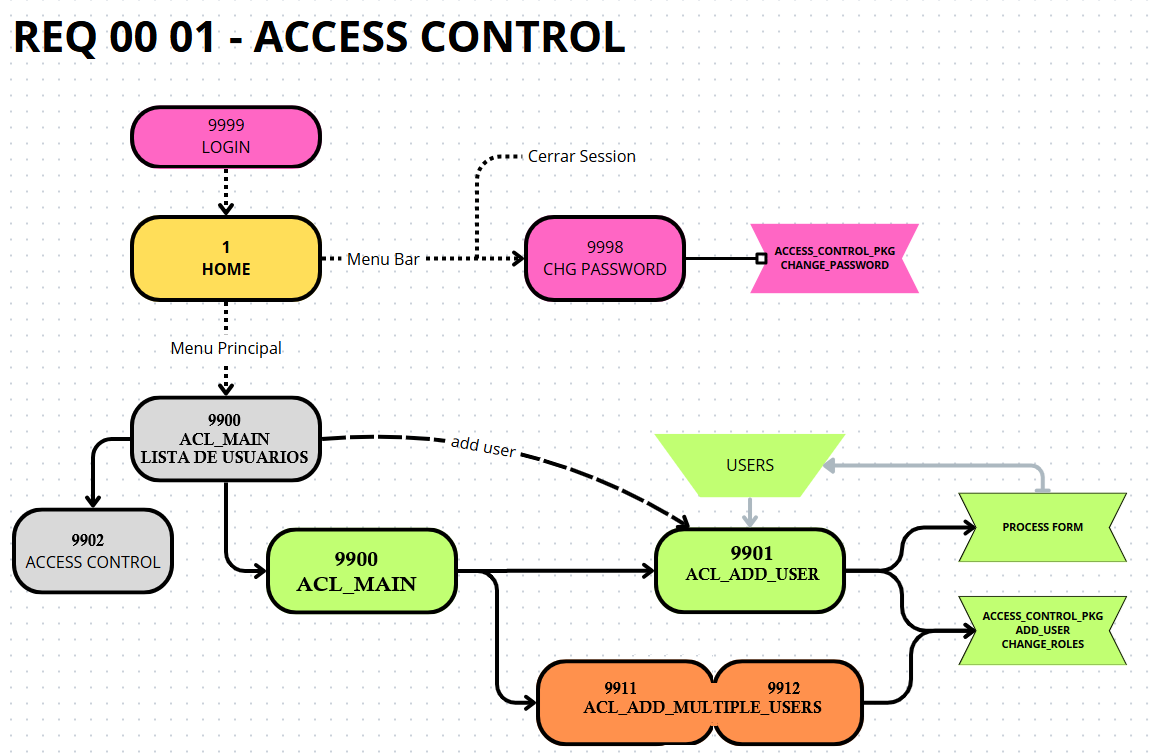 REQ 00 01 - ACCESS CONTROL
9999
LOGIN
Cerrar Session
1
HOME
Menu Bar
9998
CHG PASSWORD
ACCESS_CONTROL_PKG
CHANGE_PASSWORD
Menu Principal
9900
ACL_MAIN
LISTA DE USUARIOS
add user
USERS
9902
ACCESS CONTROL
9900
ACL_MAIN
9901
ACL_ADD_USER
PROCESS FORM
ACCESS_CONTROL_PKG
ADD_USER
CHANGE_ROLES
9911 9912
ACL_ADD_MULTIPLE_USERS